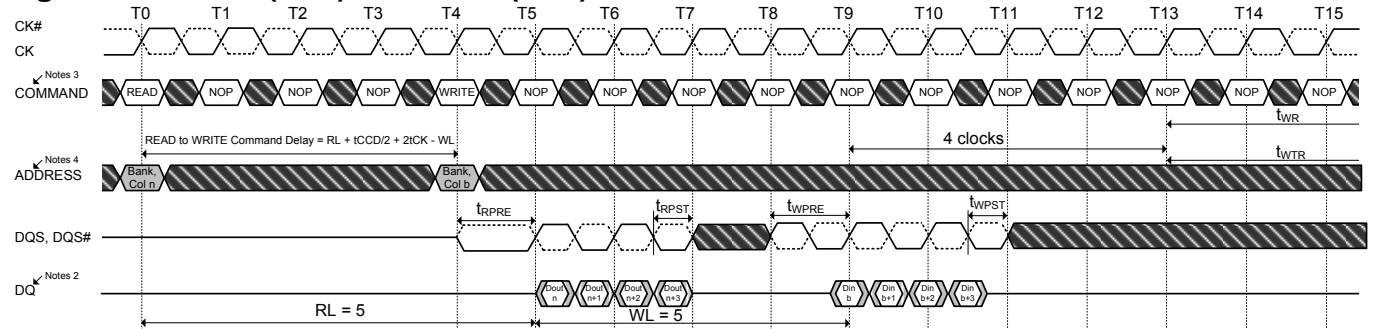 T0 T1 T2 T3 T4 T5 T6 T7 T8 T9 T10 T11 T12 T13 T14 T15
CK#
CK
Notes 3
COMMAND READ NOP NOP NOP WRITE NOP NOP NOP NOP NOP NOP NOP NOP NOP NOP NOP
tWR
READ to WRITE Command Delay = RL + tCCD/2 + 2tCK - WL
4 clocks
tWTR
Notes 4
ADDRESS
Bank, Col n
Bank, Col b
tRPRE tRPST tWPRE tWPST
DQS, DQS#
Notes 2
DQ
Dout n
Dout n+1
Dout n+2
Dout n+3
Din b
Din b+1
Din b+2
Din b+3
RL = 5 WL = 5